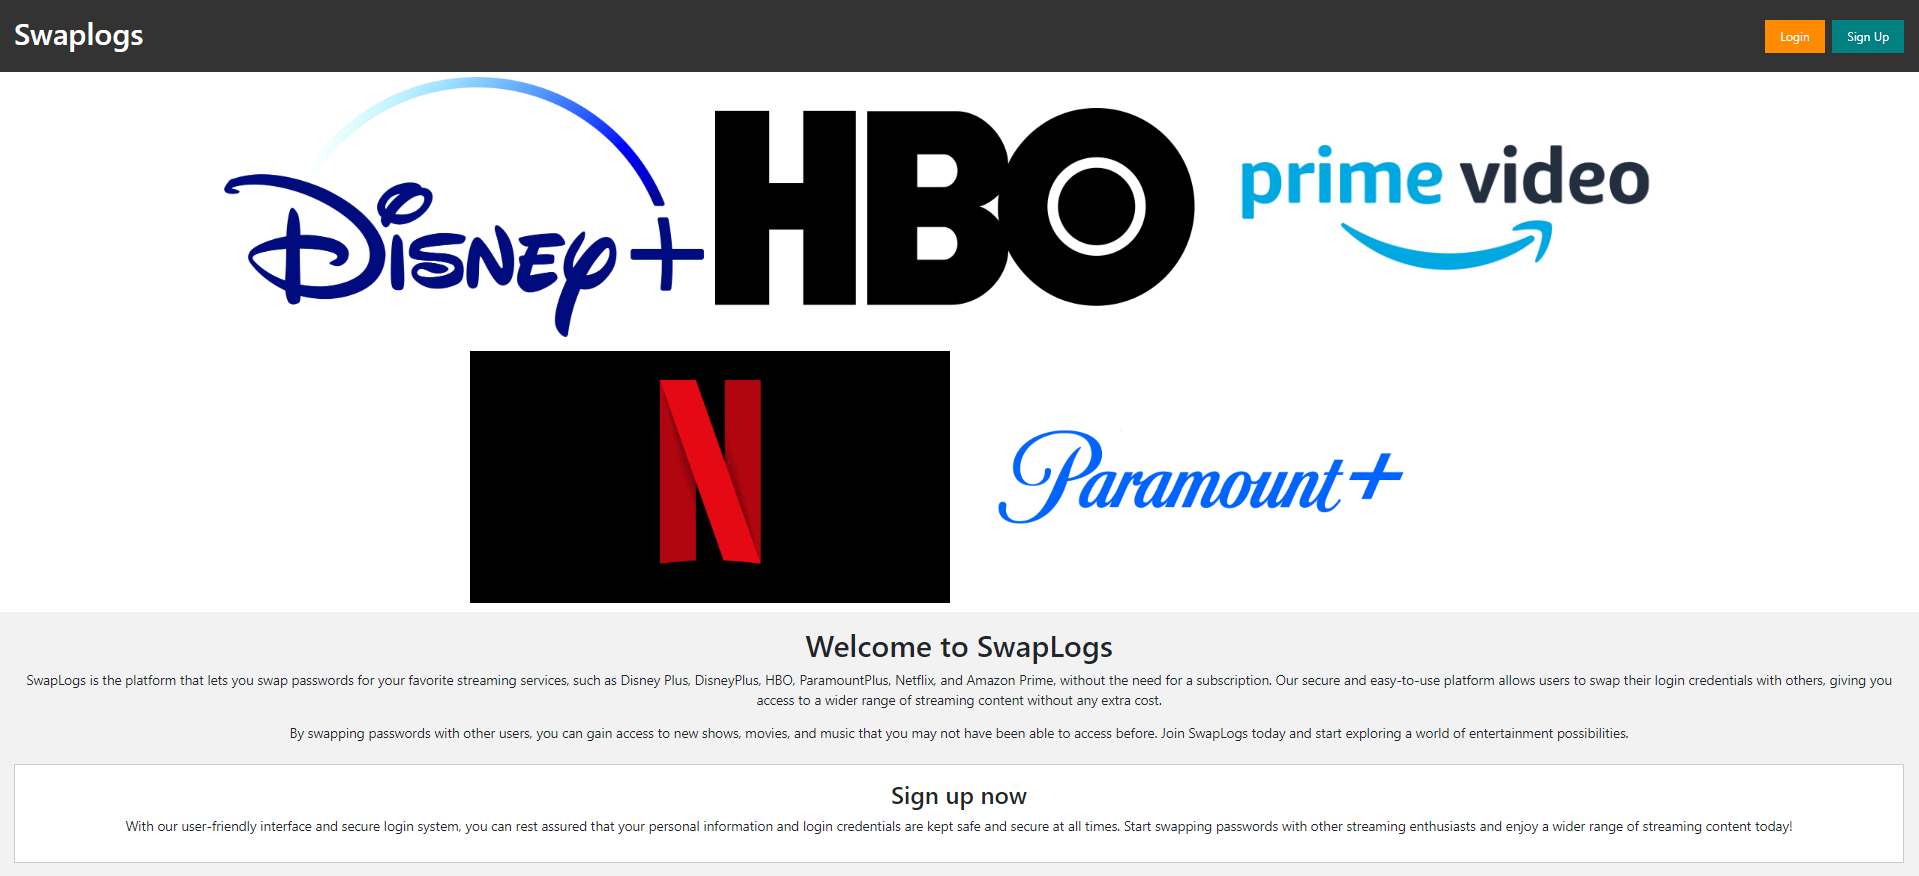 Swaplogs
Login
Sign Up
Disney+
HBO
prime video
N
Paramount+
Welcome to SwapLogs
SwapLogs is the platform that lets you swap passwords for your favorite streaming services, such as Disney Plus, DisneyPlus, HBO, ParamountPlus, Netflix, and Amazon Prime, without the need for a subscription. Our secure and easy-to-use platform allows users to swap their login credentials with others, giving you
access to a wider range of streaming content without any extra cost.
By swapping passwords with other users, you can gain access to new shows, movies, and music that you may not have been able to access before. Join SwapLogs today and start exploring a world of entertainment possibilities.
Sign up now
With our user-friendly interface and secure login system, you can rest assured that your personal information and login credentials are kept safe and secure at all times. Start swapping passwords with other streaming enthusiasts and enjoy a wider range of streaming content today!